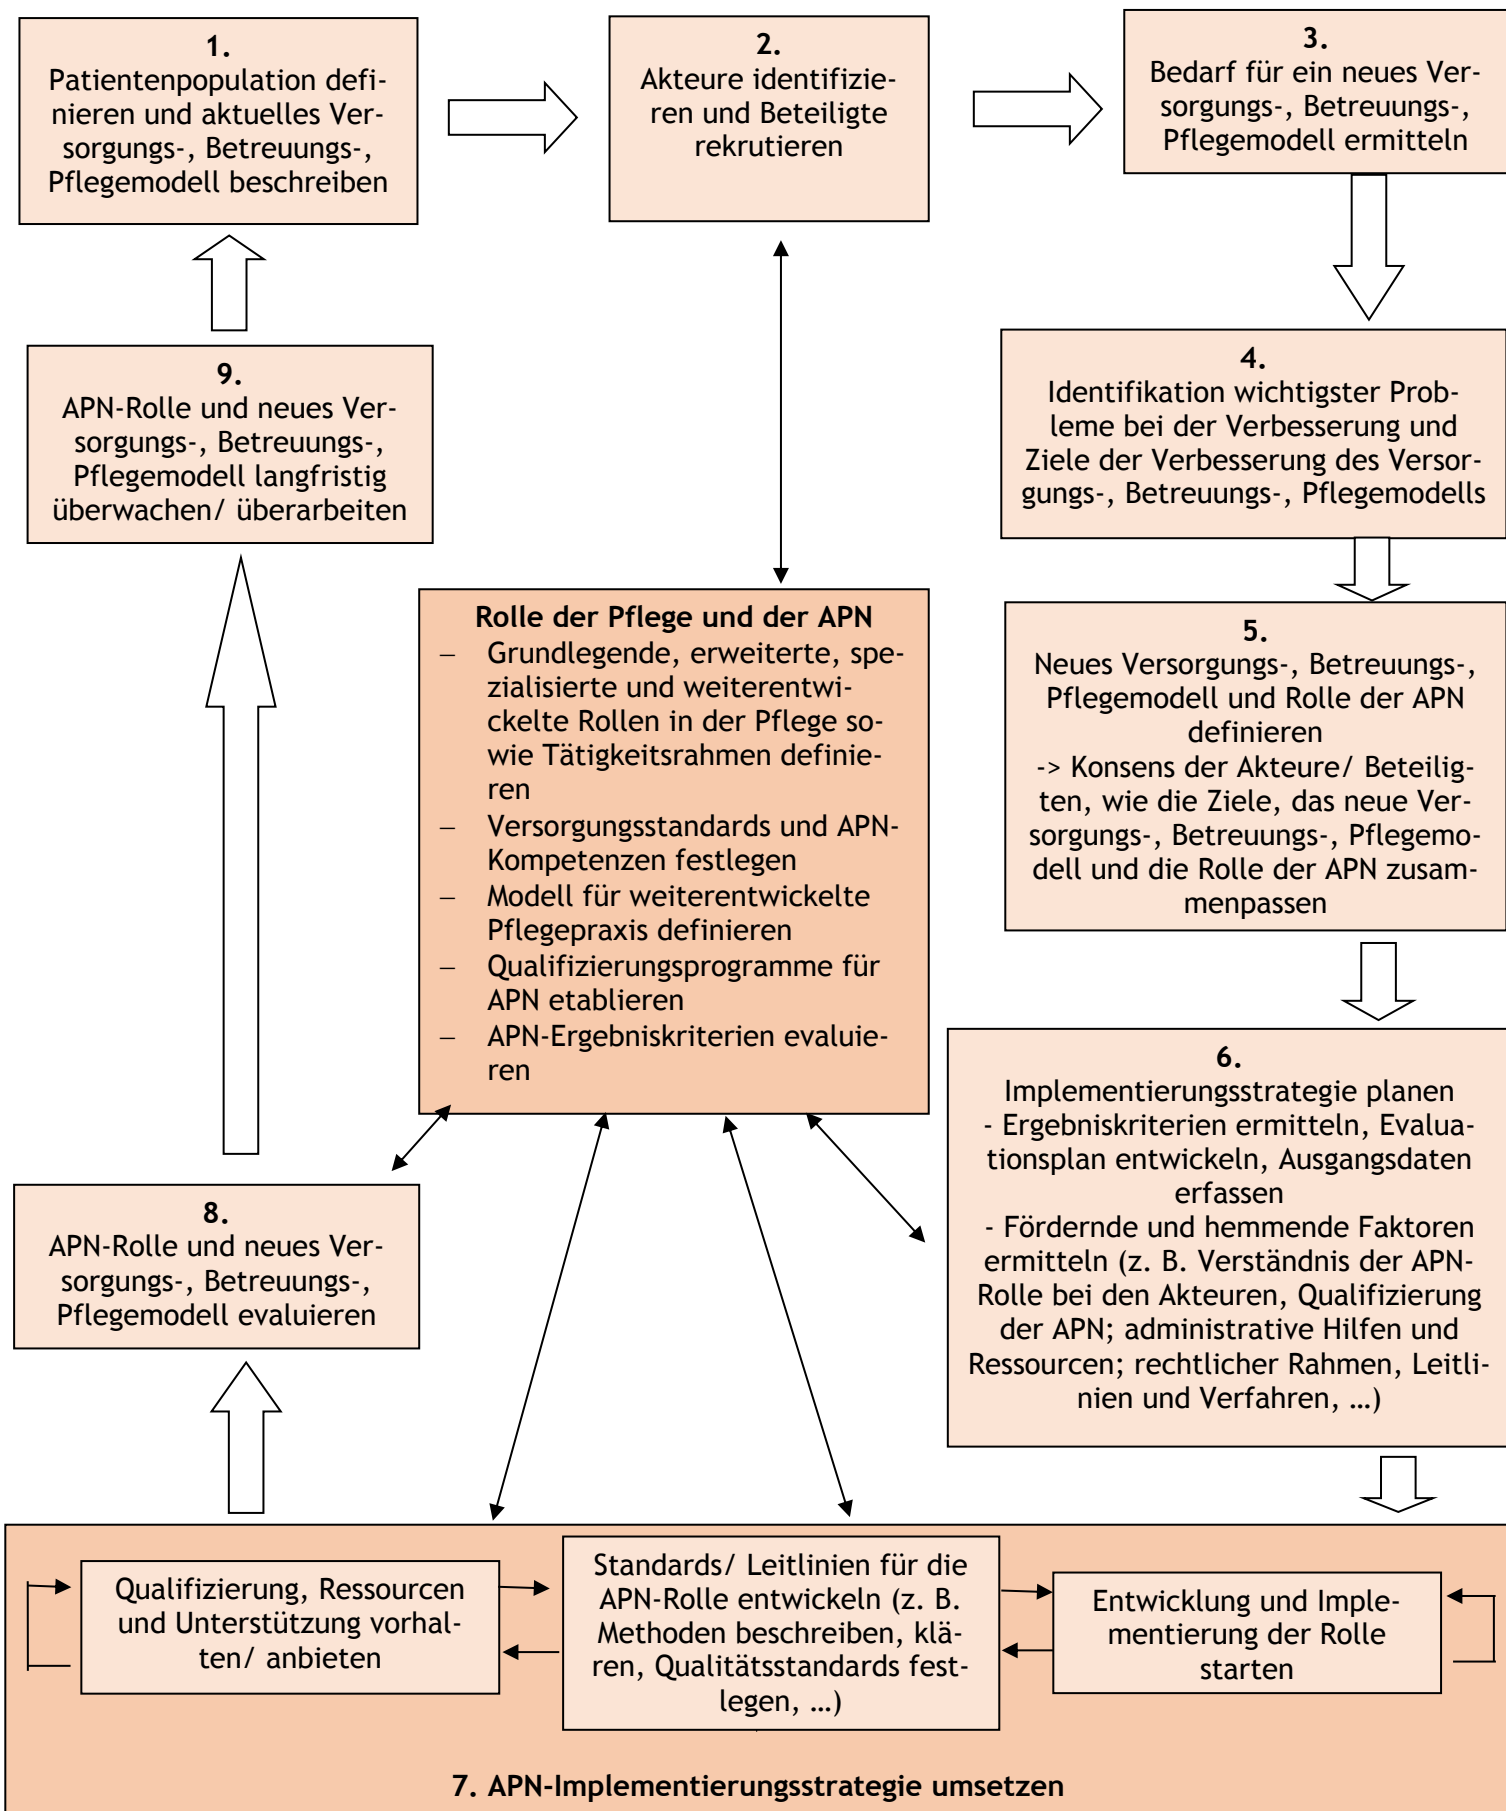 1.
Patientenpopulation defi-
nieren und aktuelles Ver-
sorgungs-, Betreuungs-,
Pflegemodell beschreiben
2.
Akteure identifizie-
ren und Beteiligte
rekrutieren
3.
Bedarf für ein neues Ver-
sorgungs-, Betreuungs-,
Pflegemodell ermitteln
4.
Identifikation wichtigster Prob-
leme bei der Verbesserung und
Ziele der Verbesserung des Versor-
gungs-, Betreuungs-, Pflegemodells
5.
Neues Versorgungs-, Betreuungs-,
Pflegemodell und Rolle der APN
definieren
-> Konsens der Akteure/ Beteilig-
ten, wie die Ziele, das neue Ver-
sorgungs-, Betreuungs-, Pflegemo-
dell und die Rolle der APN zusam-
menpassen
6.
Implementierungsstrategie planen
- Ergebniskriterien ermitteln, Evalua-
tionsplan entwickeln, Ausgangsdaten
erfassen
- Fördernde und hemmende Faktoren
ermitteln (z. B. Verständnis der APN-
Rolle bei den Akteuren, Qualifizierung
der APN; administrative Hilfen und
Ressourcen; rechtlicher Rahmen, Leitli-
nien und Verfahren, …)
9.
APN-Rolle und neues Ver-
sorgungs-, Betreuungs-,
Pflegemodell langfristig
überwachen/ überarbeiten
Rolle der Pflege und der APN
– Grundlegende, erweiterte, spe-
zialisierte und weiterentwi-
ckelte Rollen in der Pflege so-
wie Tätigkeitsrahmen definie-
ren
– Versorgungsstandards und APN-
Kompetenzen festlegen
– Modell für weiterentwickelte
Pflegepraxis definieren
– Qualifizierungsprogramme für
APN etablieren
– APN-Ergebniskriterien evaluie-
ren
8.
APN-Rolle und neues Ver-
sorgungs-, Betreuungs-,
Pflegemodell evaluieren
Qualifizierung, Ressourcen
und Unterstützung vorhal-
ten/ anbieten
Standards/ Leitlinien für die
APN-Rolle entwickeln (z. B.
Methoden beschreiben, klä-
ren, Qualitätsstandards fest-
legen, …)
Entwicklung und Imple-
mentierung der Rolle
starten
7. APN-Implementierungsstrategie umsetzen